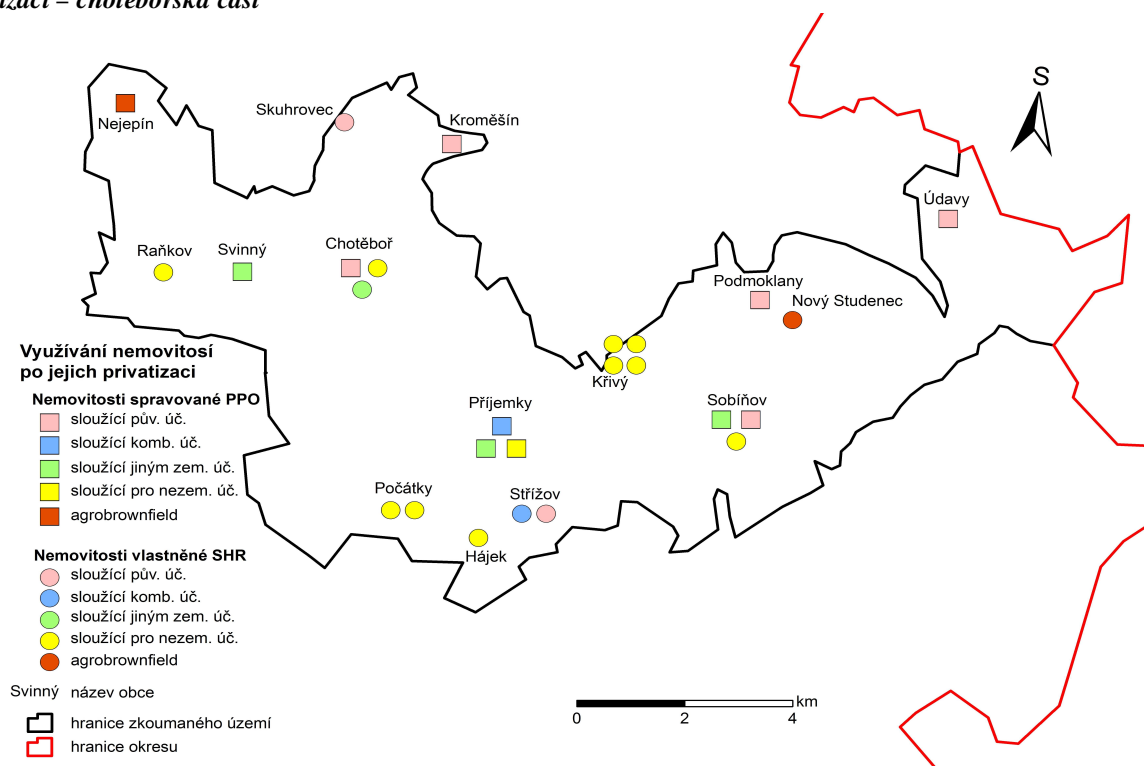 izací – chotěbořská část
S
Skuhrovec
Kroměšín
Nejepín
Údavy
Raňkov
Svinný
Chotěboř
Podmoklany
Nový Studenec
Křivý
Příjemky
Sobíňov
Počátky
Střížov
Hájek
Využívání nemovitosí
po jejich privatizaci
Nemovitosti spravované PPO
sloužící pův. úč.
sloužící komb. úč.
sloužící jiným zem. úč.
sloužící pro nezem. úč.
agrobrownfield
Nemovitosti vlastněné SHR
sloužící pův. úč.
sloužící komb. úč.
sloužící jiným zem. úč.
sloužící pro nezem. úč.
agrobrownfield
Svinný název obce
hranice zkoumaného území
hranice okresu
km
0 2 4